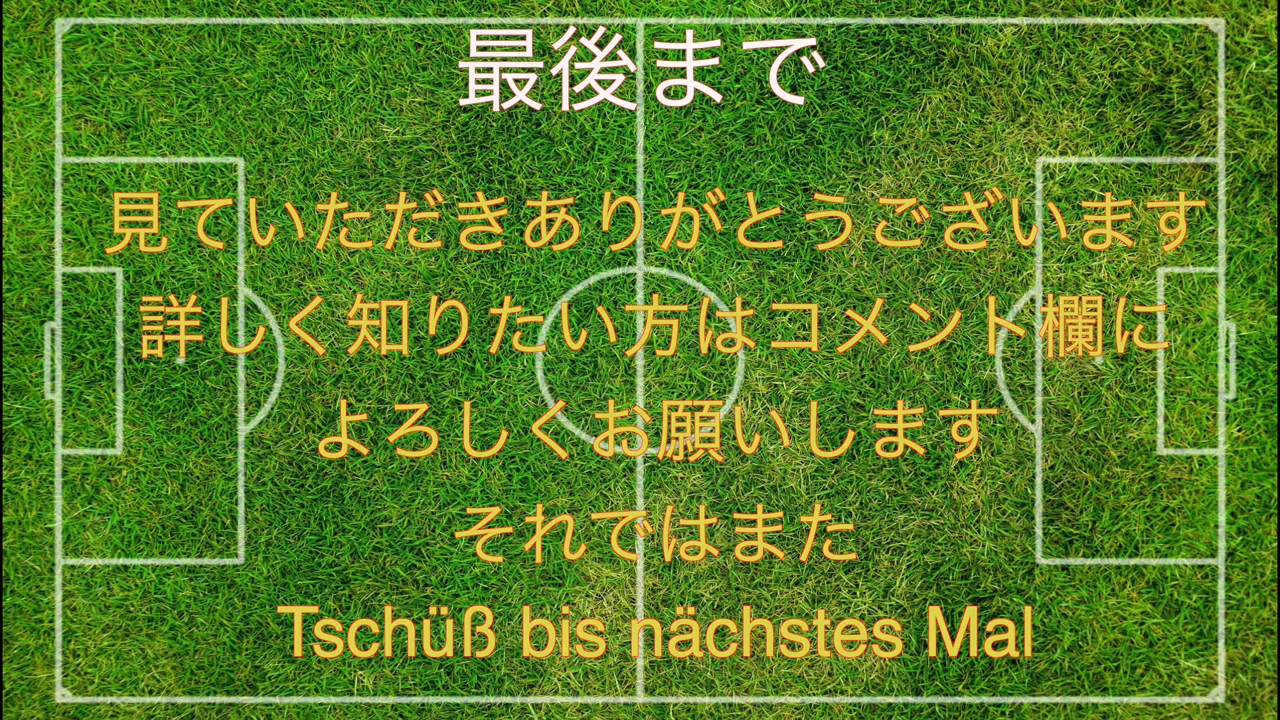 最後まで
見ていただきありがとうございます
詳しく知りたい方はコメント欄に
よろしくお願いします
それではまた
Tschüß bis nächstes Mal